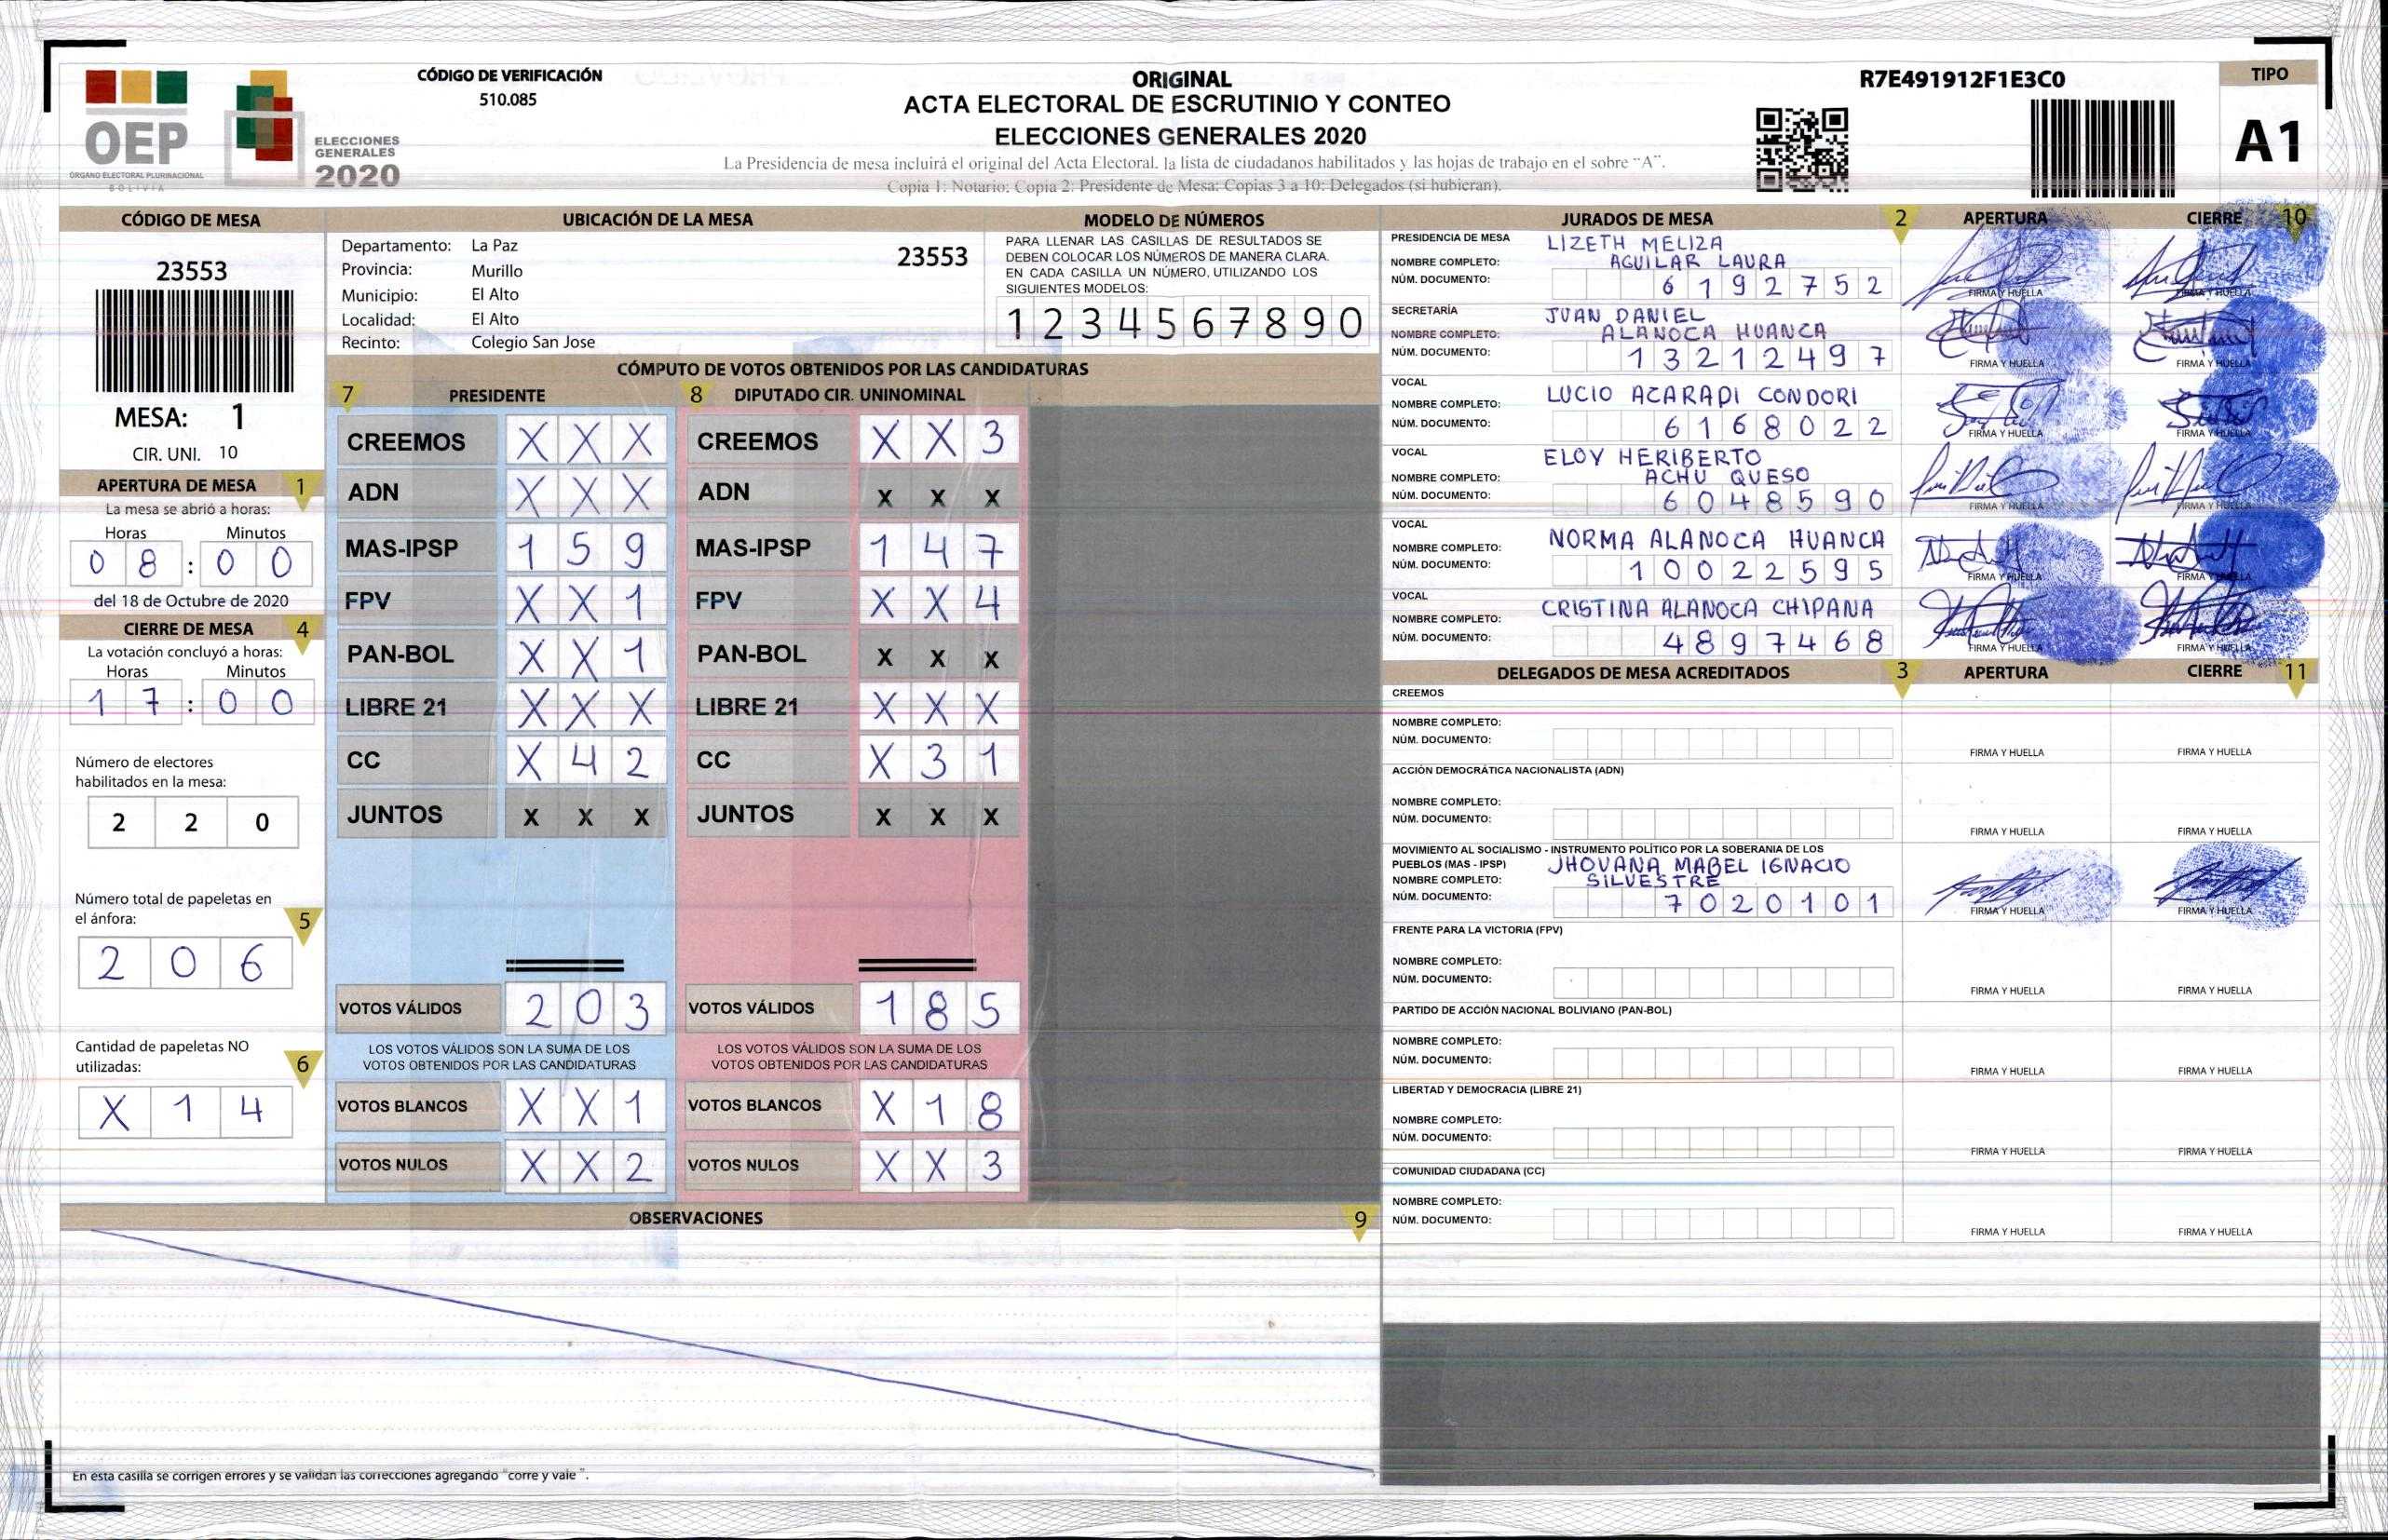 OEP
ÓRGANO ELECTORAL PLURINACIONAL
BOLIVIA
ELECCIONES
GENERALES
2020
CÓDIGO DE VERIFICACIÓN
510.085
ORIGINAL
ACTA ELECTORAL DE ESCRUTINIO Y CONTEO
ELECCIONES GENERALES 2020
La Presidencia de mesa incluirá el original del Acta Electoral. la lista de ciudadanos habilitados y las hojas de trabajo en el sobre "A".
Copia 1: Notario; Copia 2: Presidente de Mesa; Copias 3 a 10: Delegados (si hubieran).
R7E491912F1E3C0
TIPO
A1
CÓDIGO DE MESA
23553
MESA: 1
CIR. UNI. 10
APERTURA DE MESA 1
La mesa se abrió a horas:
Horas Minutos
0 8 : 0 0
del 18 de Octubre de 2020
CIERRE DE MESA 4
La votación concluyó a horas:
Horas Minutos
1 7 : 0 0
Número de electores
habilitados en la mesa:
2 2 0
Número total de papeletas en
el ánfora: 5
2 0 6
Cantidad de papeletas NO
utilizadas: 6
X 1 4
UBICACIÓN DE LA MESA
Departamento: La Paz 23553
Provincia: Murillo
Municipio: El Alto
Localidad: El Alto
Recinto: Colegio San Jose
MODELO DE NÚMEROS
PARA LLENAR LAS CASILLAS DE RESULTADOS SE
DEBEN COLOCAR LOS NÚMEROS DE MANERA CLARA.
EN CADA CASILLA UN NÚMERO, UTILIZANDO LOS
SIGUIENTES MODELOS:
1 2 3 4 5 6 7 8 9 0
CÓMPUTO DE VOTOS OBTENIDOS POR LAS CANDIDATURAS
7 PRESIDENTE
CREEMOS X X X
ADN X X X
MAS-IPSP 1 5 9
FPV X X 1
PAN-BOL X X 1
LIBRE 21 X X X
CC X 4 2
JUNTOS X X X
VOTOS VÁLIDOS 2 0 3
LOS VOTOS VÁLIDOS SON LA SUMA DE LOS
VOTOS OBTENIDOS POR LAS CANDIDATURAS
VOTOS BLANCOS X X 1
VOTOS NULOS X X 2
8 DIPUTADO CIR. UNINOMINAL
CREEMOS X X 3
ADN X X X
MAS-IPSP 1 4 7
FPV X X 4
PAN-BOL X X X
LIBRE 21 X X X
CC X 3 1
JUNTOS X X X
VOTOS VÁLIDOS 1 8 5
LOS VOTOS VÁLIDOS SON LA SUMA DE LOS
VOTOS OBTENIDOS POR LAS CANDIDATURAS
VOTOS BLANCOS X 1 8
VOTOS NULOS X X 3
OBSERVACIONES 9
En esta casilla se corrigen errores y se validan las correcciones agregando "corre y vale".
JURADOS DE MESA 2 APERTURA CIERRE 10
PRESIDENCIA DE MESA LIZETH MELIZA
NOMBRE COMPLETO: AGUILAR LAURA
NÚM. DOCUMENTO: 6 1 9 2 7 5 2
FIRMA Y HUELLA FIRMA Y HUELLA
SECRETARÍA JUAN DANIEL
NOMBRE COMPLETO: ALANOCA HUANCA
NÚM. DOCUMENTO: 1 3 2 1 2 4 9 7
FIRMA Y HUELLA FIRMA Y HUELLA
VOCAL
NOMBRE COMPLETO: LUCIO ACARAPI CONDORI
NÚM. DOCUMENTO: 6 1 6 8 0 2 2
FIRMA Y HUELLA FIRMA Y HUELLA
VOCAL ELOY HERIBERTO
NOMBRE COMPLETO: ACHU QUESO
NÚM. DOCUMENTO: 6 0 4 8 5 9 0
FIRMA Y HUELLA FIRMA Y HUELLA
VOCAL
NOMBRE COMPLETO: NORMA ALANOCA HUANCA
NÚM. DOCUMENTO: 1 0 0 2 2 5 9 5
FIRMA Y HUELLA FIRMA Y HUELLA
VOCAL
NOMBRE COMPLETO: CRISTINA ALANOCA CHIPANA
NÚM. DOCUMENTO: 4 8 9 7 4 6 8
FIRMA Y HUELLA FIRMA Y HUELLA
DELEGADOS DE MESA ACREDITADOS 3 APERTURA CIERRE 11
CREEMOS
NOMBRE COMPLETO:
NÚM. DOCUMENTO:
FIRMA Y HUELLA FIRMA Y HUELLA
ACCIÓN DEMOCRÁTICA NACIONALISTA (ADN)
NOMBRE COMPLETO:
NÚM. DOCUMENTO:
FIRMA Y HUELLA FIRMA Y HUELLA
MOVIMIENTO AL SOCIALISMO - INSTRUMENTO POLÍTICO POR LA SOBERANIA DE LOS
PUEBLOS (MAS - IPSP) JHOVANA MABEL IGNACIO
NOMBRE COMPLETO: SILVESTRE
NÚM. DOCUMENTO: 7 0 2 0 1 0 1
FIRMA Y HUELLA FIRMA Y HUELLA
FRENTE PARA LA VICTORIA (FPV)
NOMBRE COMPLETO:
NÚM. DOCUMENTO:
FIRMA Y HUELLA FIRMA Y HUELLA
PARTIDO DE ACCIÓN NACIONAL BOLIVIANO (PAN-BOL)
NOMBRE COMPLETO:
NÚM. DOCUMENTO:
FIRMA Y HUELLA FIRMA Y HUELLA
LIBERTAD Y DEMOCRACIA (LIBRE 21)
NOMBRE COMPLETO:
NÚM. DOCUMENTO:
FIRMA Y HUELLA FIRMA Y HUELLA
COMUNIDAD CIUDADANA (CC)
NOMBRE COMPLETO:
NÚM. DOCUMENTO:
FIRMA Y HUELLA FIRMA Y HUELLA